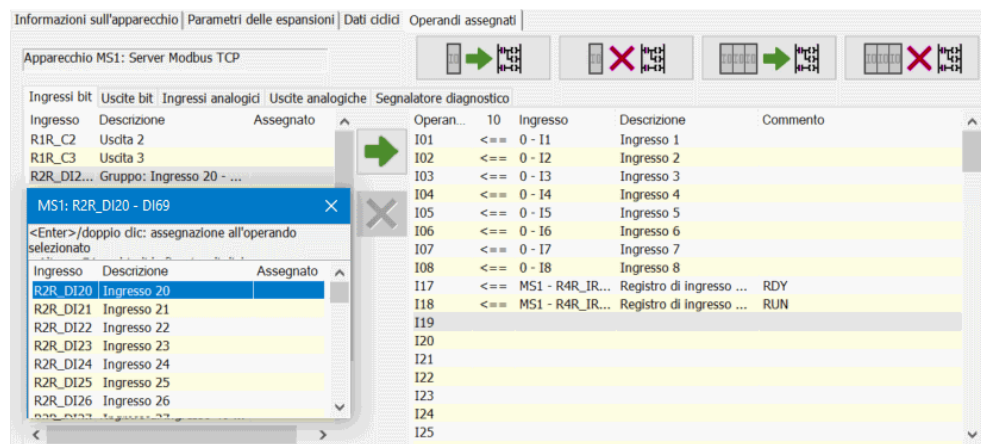 Informazioni sull'apparecchio Parametri delle espansioni Dati ciclici Operandi assegnati
Apparecchio MS1: Server Modbus TCP
Ingressi bit Uscite bit Ingressi analogici Uscite analogiche Segnalatore diagnostico
Ingresso Descrizione Assegnato
R1R_C2 Uscita 2
R1R_C3 Uscita 3
R2R_DI2... Gruppo: Ingresso 20 - ...
MS1: R2R_DI20 - DI69
<Enter>/doppio clic: assegnazione all'operando
selezionato
Ingresso Descrizione Assegnato
R2R_DI20 Ingresso 20
R2R_DI21 Ingresso 21
R2R_DI22 Ingresso 22
R2R_DI23 Ingresso 23
R2R_DI24 Ingresso 24
R2R_DI25 Ingresso 25
R2R_DI26 Ingresso 26
Operan... 10 Ingresso Descrizione Commento
I01 <== 0 - I1 Ingresso 1
I02 <== 0 - I2 Ingresso 2
I03 <== 0 - I3 Ingresso 3
I04 <== 0 - I4 Ingresso 4
I05 <== 0 - I5 Ingresso 5
I06 <== 0 - I6 Ingresso 6
I07 <== 0 - I7 Ingresso 7
I08 <== 0 - I8 Ingresso 8
I17 <== MS1 - R4R_IR... Registro di ingresso ... RDY
I18 <== MS1 - R4R_IR... Registro di ingresso ... RUN
I19
I20
I21
I22
I23
I24
I25